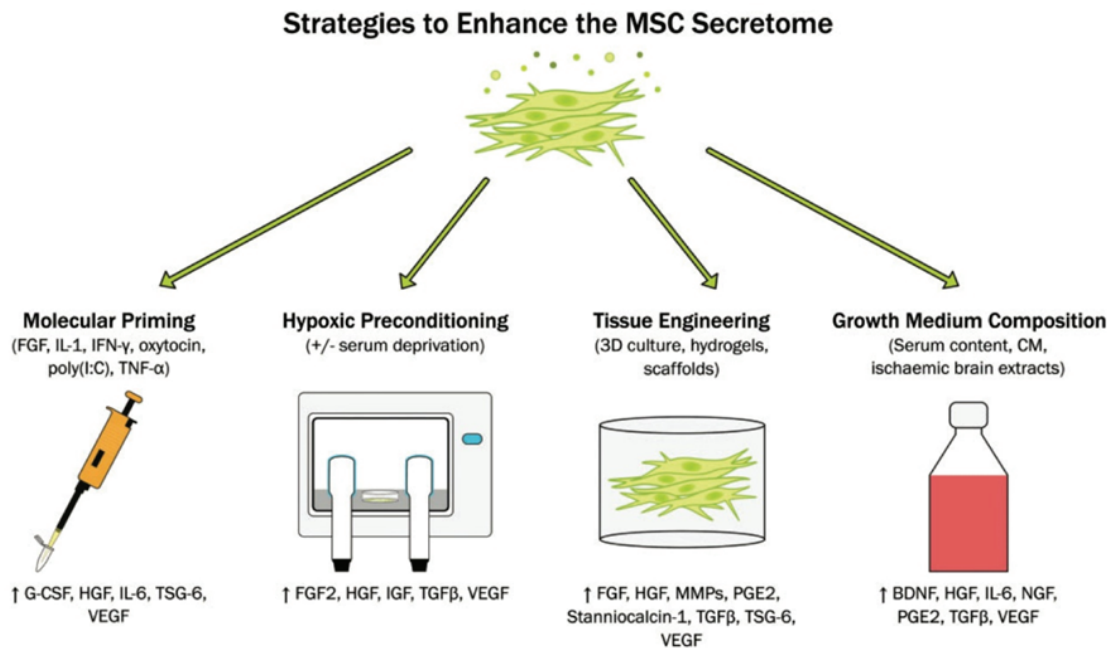 Strategies to Enhance the MSC Secretome
Molecular Priming
(FGF, IL-1, IFN-γ, oxytocin,
poly(I:C), TNF-α)
↑ G-CSF, HGF, IL-6, TSG-6,
VEGF
Hypoxic Preconditioning
(+/- serum deprivation)
↑ FGF2, HGF, IGF, TGFβ, VEGF
Tissue Engineering
(3D culture, hydrogels,
scaffolds)
↑ FGF, HGF, MMPs, PGE2,
Stanniocalcin-1, TGFβ, TSG-6,
VEGF
Growth Medium Composition
(Serum content, CM,
ischaemic brain extracts)
↑ BDNF, HGF, IL-6, NGF,
PGE2, TGFβ, VEGF